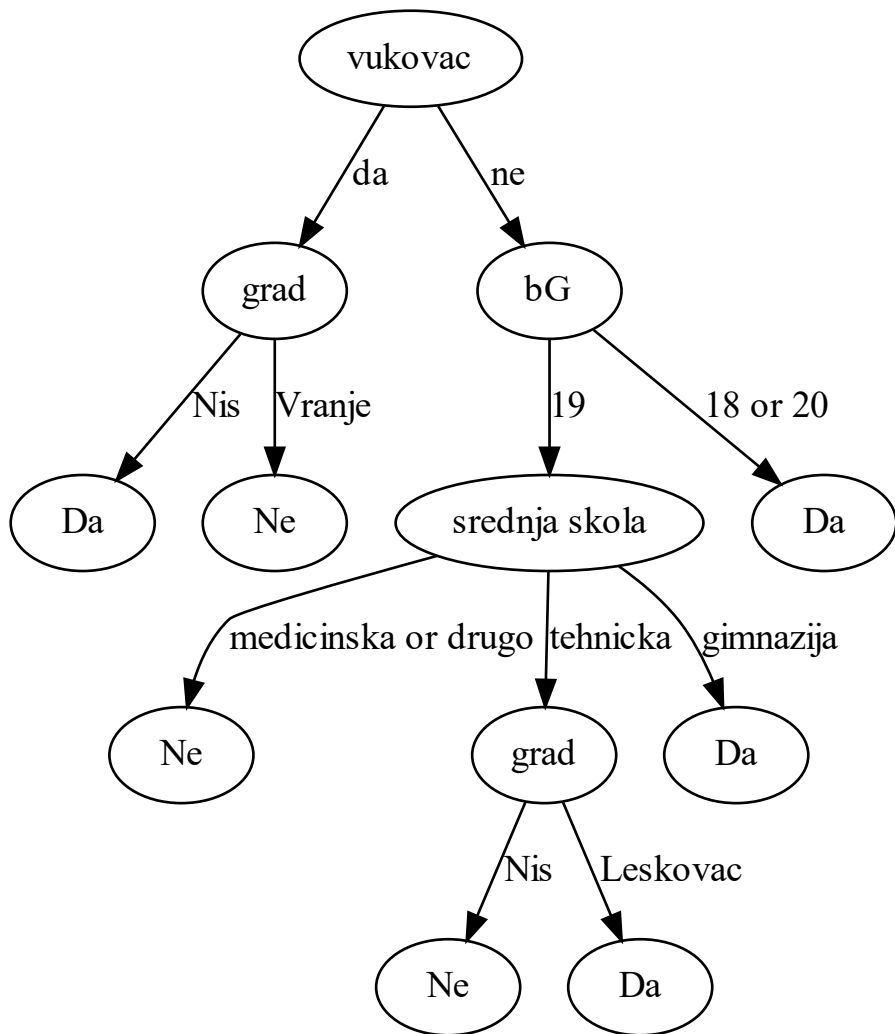 vukovac
da
ne
grad
bG
Nis
Vranje
19
18 or 20
Da
Ne
srednja skola
Da
medicinska or drugo
tehnicka
gimnazija
Ne
grad
Da
Nis
Leskovac
Ne
Da